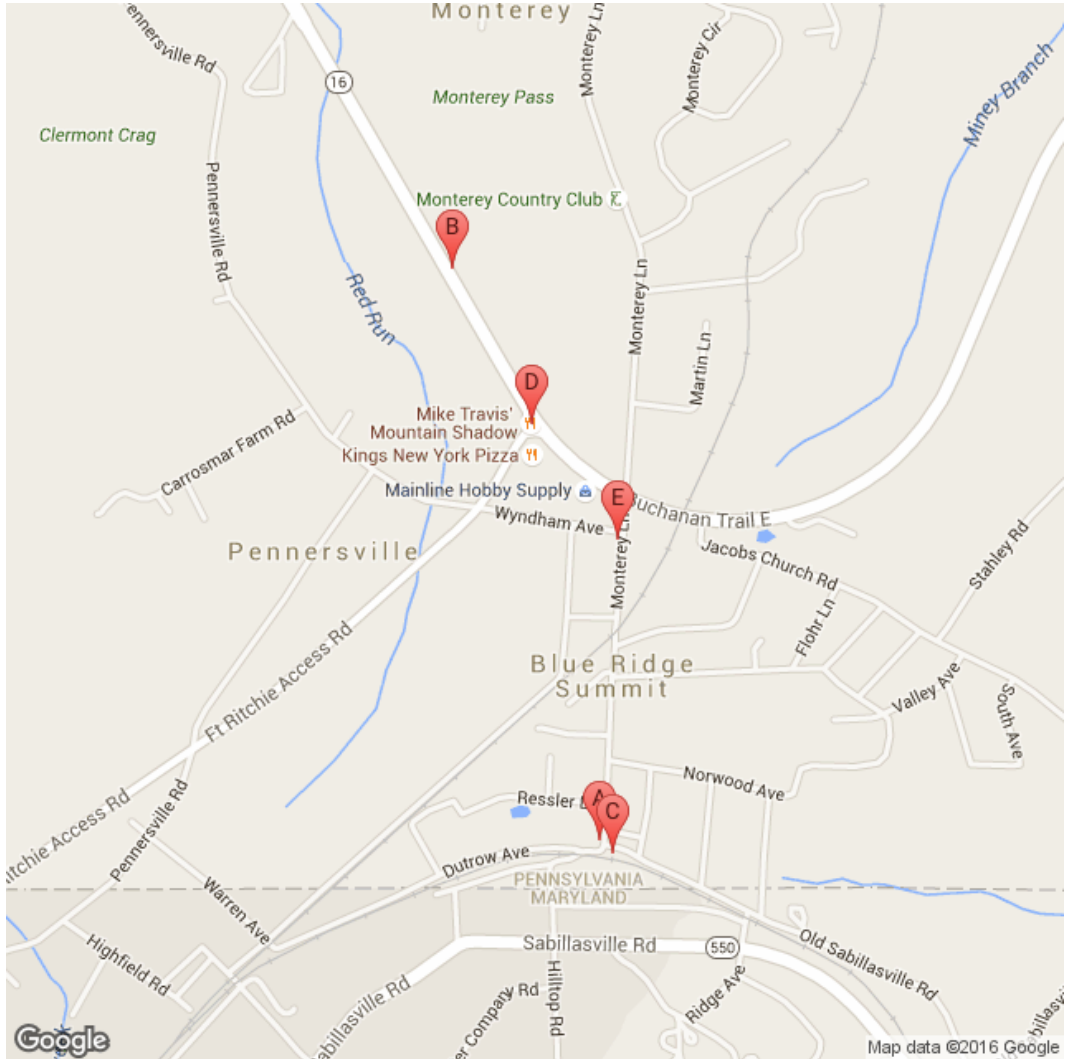 Monterey
Pennersville Rd
16
Monterey Ln
Monterey Cir
Monterey Pass
Miney Branch
Clermont Crag
Pennersville Rd
Monterey Country Club
B
Red Run
Monterey Ln
Martin Ln
D
Mike Travis'
Mountain Shadow
Kings New York Pizza
Carrosmar Farm Rd
Mainline Hobby Supply
E
Buchanan Trail E
Wyndham Ave
Monterey Ln
Pennersville
Jacobs Church Rd
Stahley Rd
Flohr Ln
Blue Ridge
Summit
Ft Ritchie Access Rd
Valley Ave
South Ave
Norwood Ave
Ressler
A
C
Ritchie Access Rd
Pennersville Rd
Dutrow Ave
PENNSYLVANIA
MARYLAND
Warren Ave
Highfield Rd
Sabillasville Rd
550
Old Sabillasville Rd
Hilltop Rd
Ridge Ave
Sabillasville Rd
er Company Rd
Google
Map data ©2016 Google